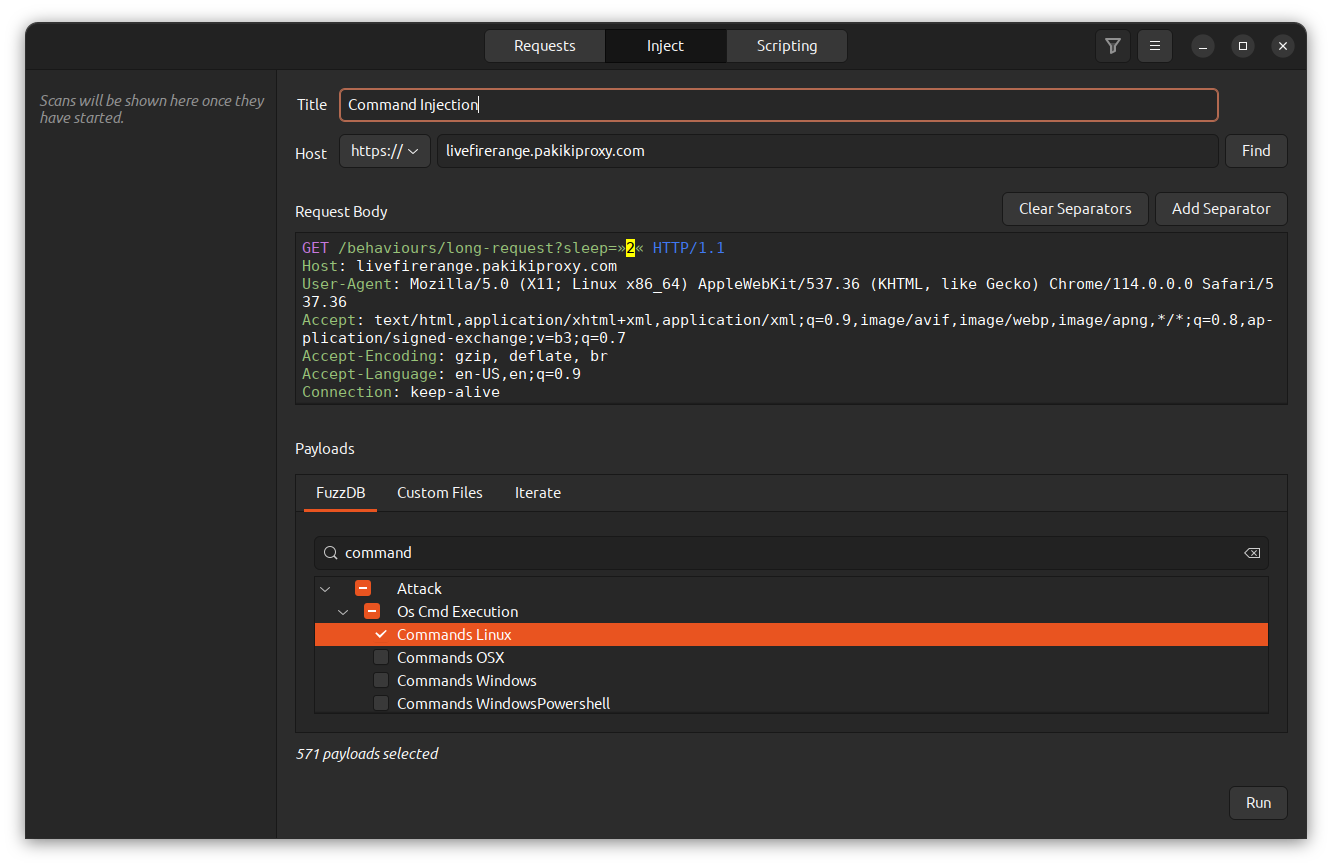 Requests Inject Scripting
Scans will be shown here once they
have started.
Title Command Injection
Host https:// livefirerange.pakikiproxy.com Find
Request Body Clear Separators Add Separator
GET /behaviours/long-request?sleep=»2« HTTP/1.1
Host: livefirerange.pakikiproxy.com
User-Agent: Mozilla/5.0 (X11; Linux x86_64) AppleWebKit/537.36 (KHTML, like Gecko) Chrome/114.0.0.0 Safari/5
37.36
Accept: text/html,application/xhtml+xml,application/xml;q=0.9,image/avif,image/webp,image/apng,*/*;q=0.8,ap-
plication/signed-exchange;v=b3;q=0.7
Accept-Encoding: gzip, deflate, br
Accept-Language: en-US,en;q=0.9
Connection: keep-alive
Payloads
FuzzDB Custom Files Iterate
command
Attack
Os Cmd Execution
Commands Linux
Commands OSX
Commands Windows
Commands WindowsPowershell
571 payloads selected
Run